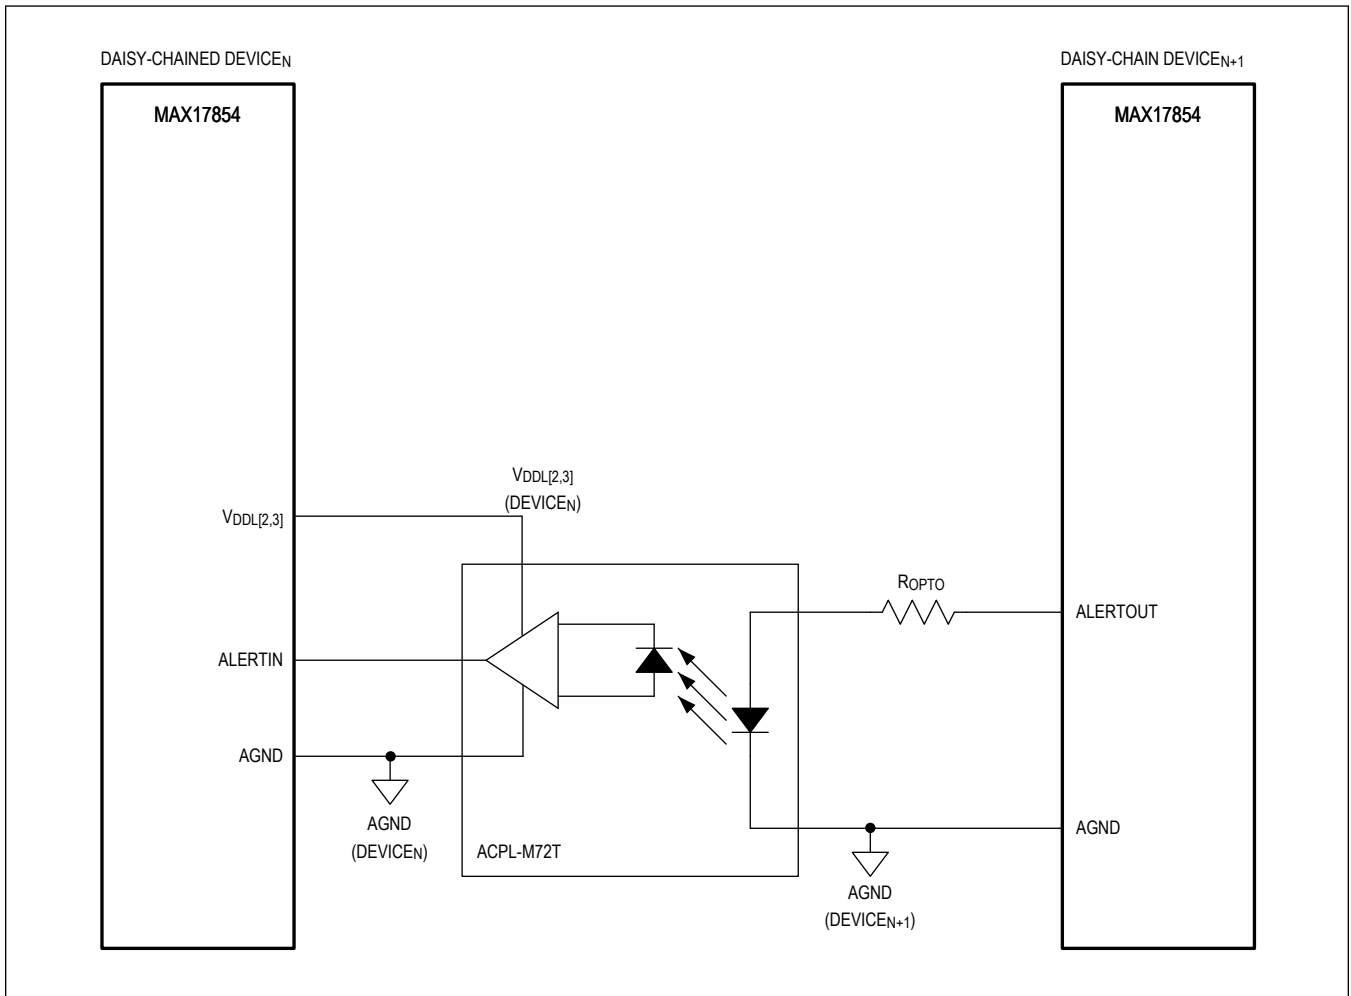 DAISY-CHAINED DEVICEN
DAISY-CHAIN DEVICEN+1
MAX17854
MAX17854
VDDL[2,3]
(DEVICEN)
VDDL[2,3]
ROPTO
ALERTOUT
ALERTIN
AGND
AGND
(DEVICEN)
ACPL-M72T
AGND
AGND
(DEVICEN+1)